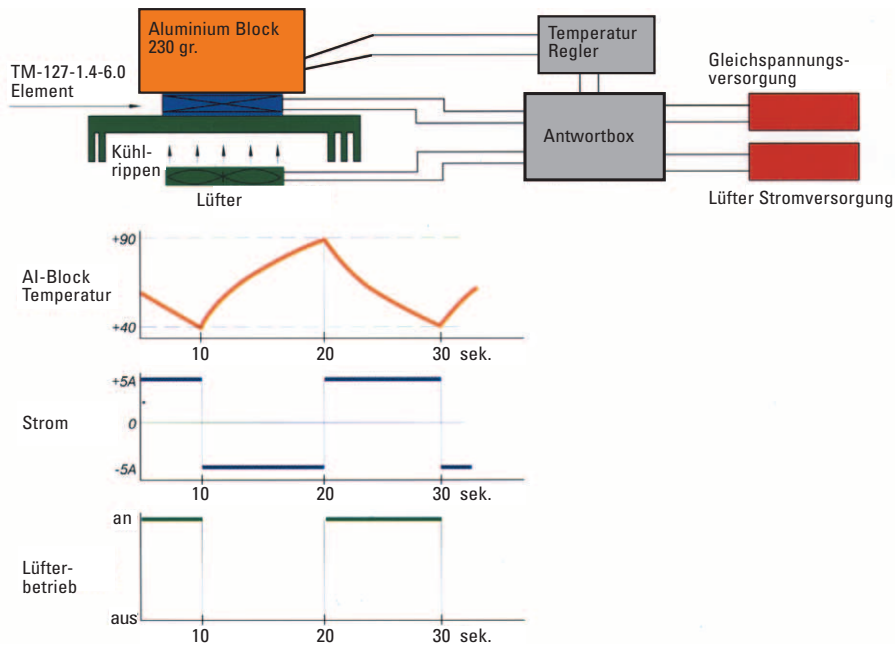 Aluminium Block
230 gr.
Temperatur
Regler
Gleichspannungs-
versorgung
TM-127-1.4-6.0
Element
Antwortbox
Kühl-
rippen
Lüfter
Lüfter Stromversorgung
+90
Al-Block
Temperatur
+40
10
20
30 sek.
+5A
Strom
0
-5A
10
20
30 sek.
an
Lüfter-
betrieb
aus
10
20
30 sek.